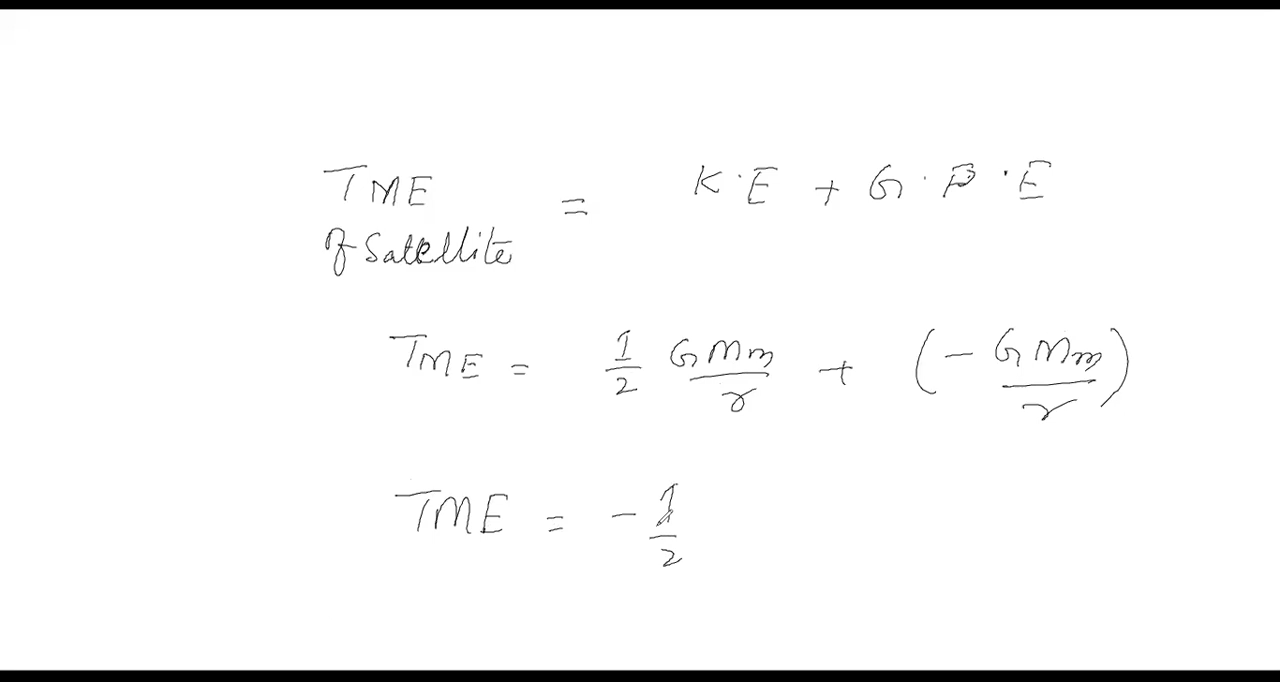 TME = K.E + G.P.E
of Satellite
TME = 1/2 GMm/r + (- GMm/r)
TME = - 1/2